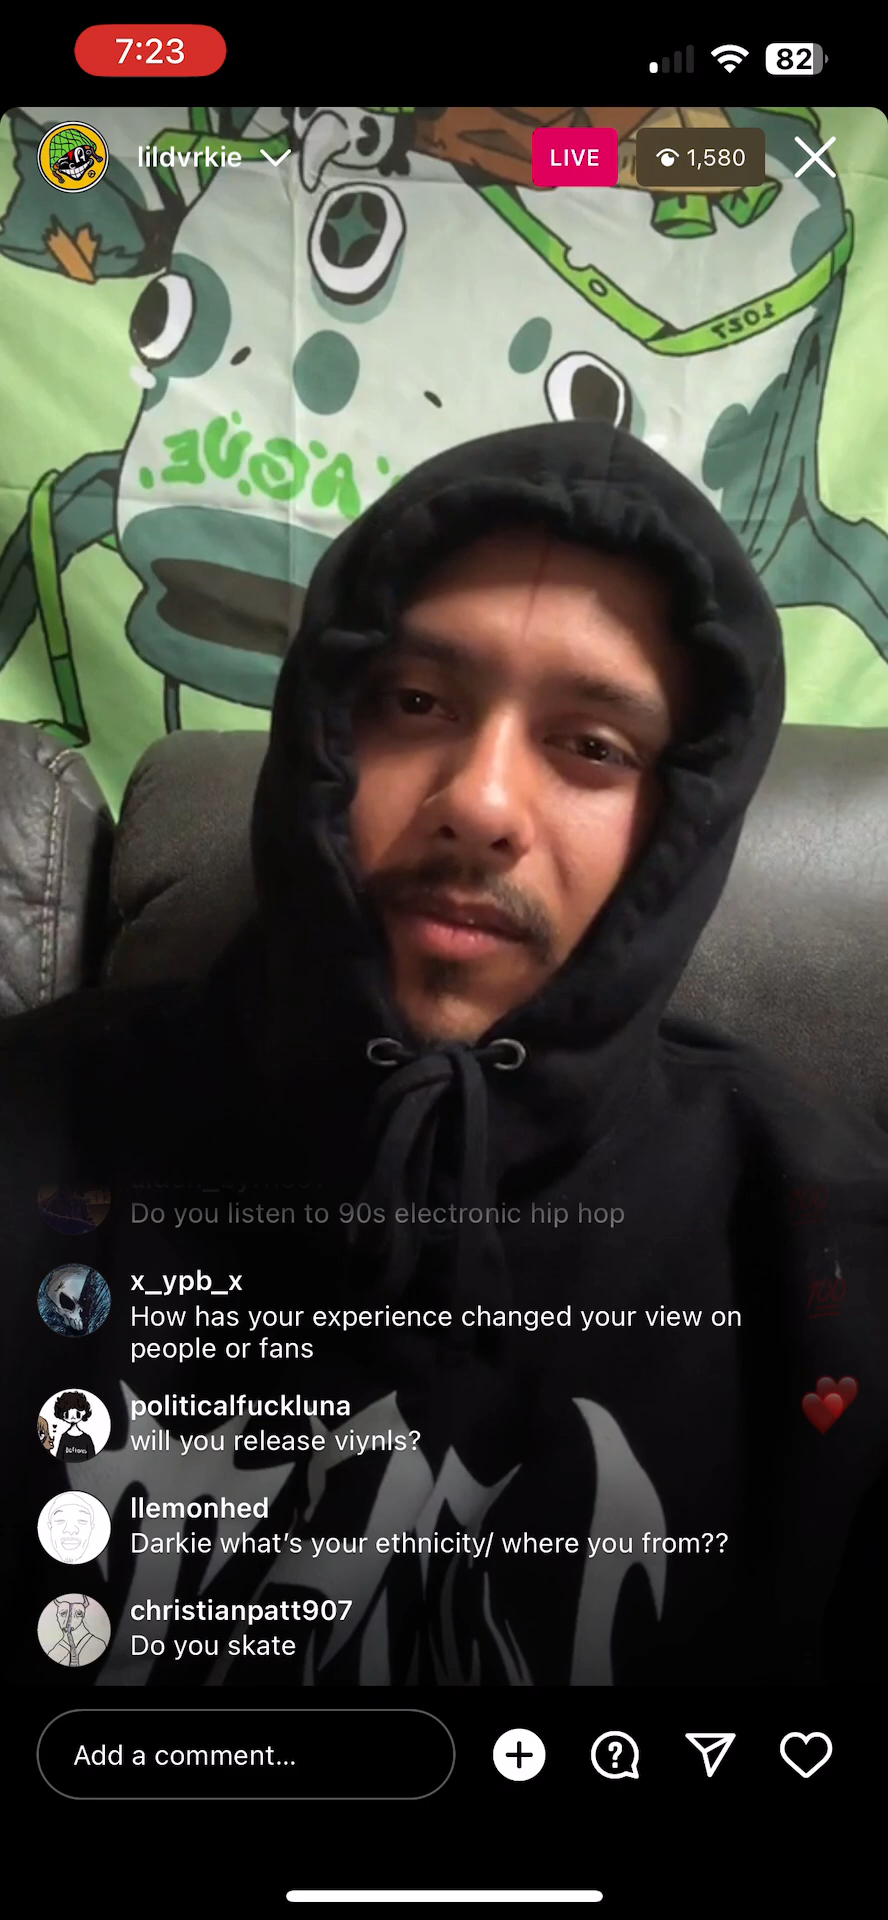 7:23
82
lildvrkie
LIVE
1,580
1027
Do you listen to 90s electronic hip hop
x_ypb_x
How has your experience changed your view on
people or fans
politicalfuckluna
will you release viynls?
llemonhed
Darkie what's your ethnicity/ where you from??
christianpatt907
Do you skate
Add a comment...